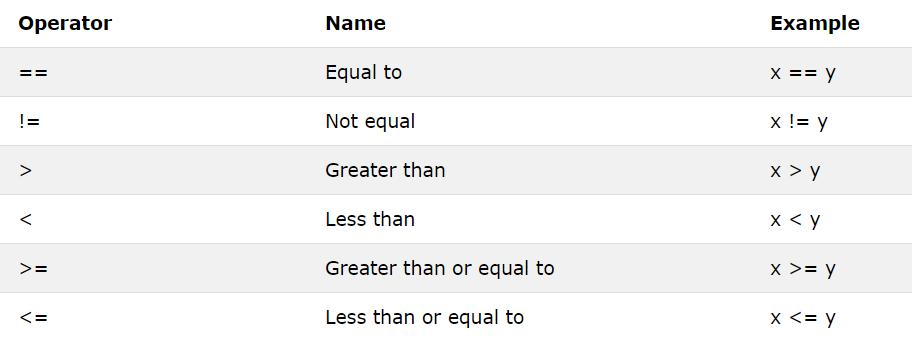 Operator Name Example
== Equal to x == y
!= Not equal x != y
> Greater than x > y
< Less than x < y
>= Greater than or equal to x >= y
<= Less than or equal to x <= y